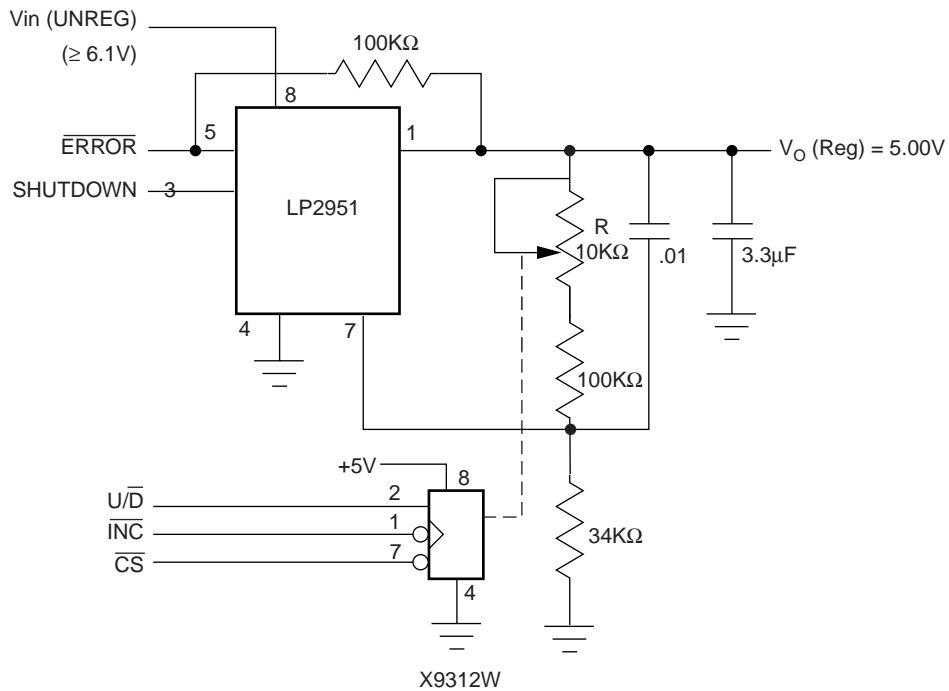 Vin (UNREG)
(≥ 6.1V)
100KΩ
8
ERROR
5
1
V_O (Reg) = 5.00V
SHUTDOWN
3
LP2951
R
10KΩ
.01
3.3µF
4
7
100KΩ
+5V
8
U/D̅
2
INC
1
CS
7
34KΩ
4
X9312W